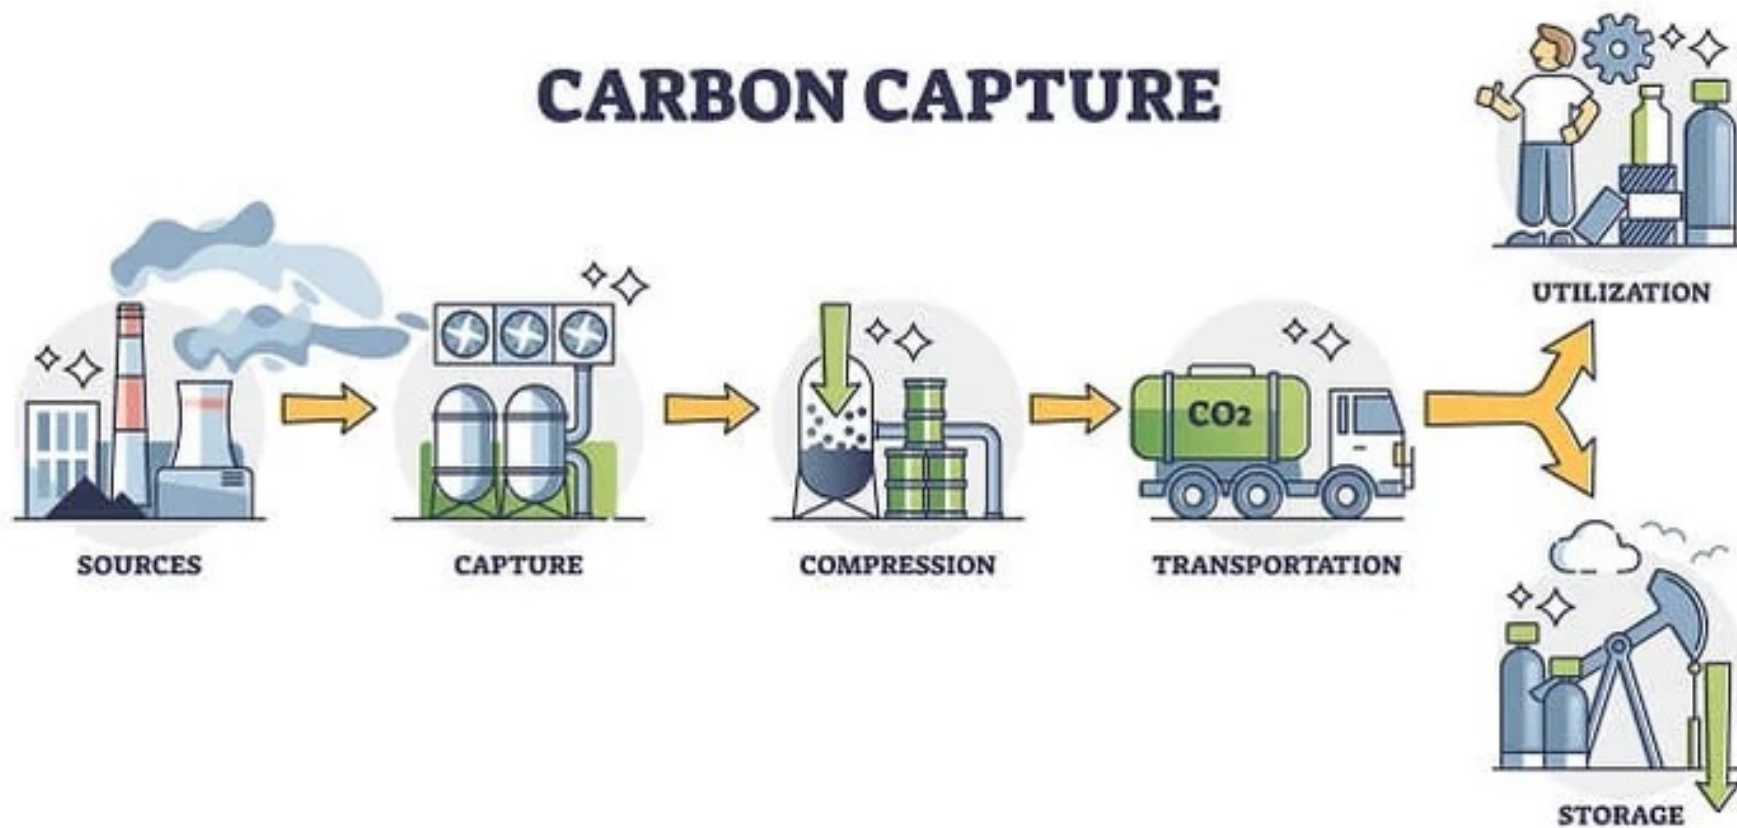 CARBON CAPTURE
UTILIZATION
CO2
SOURCES
CAPTURE
COMPRESSION
TRANSPORTATION
STORAGE